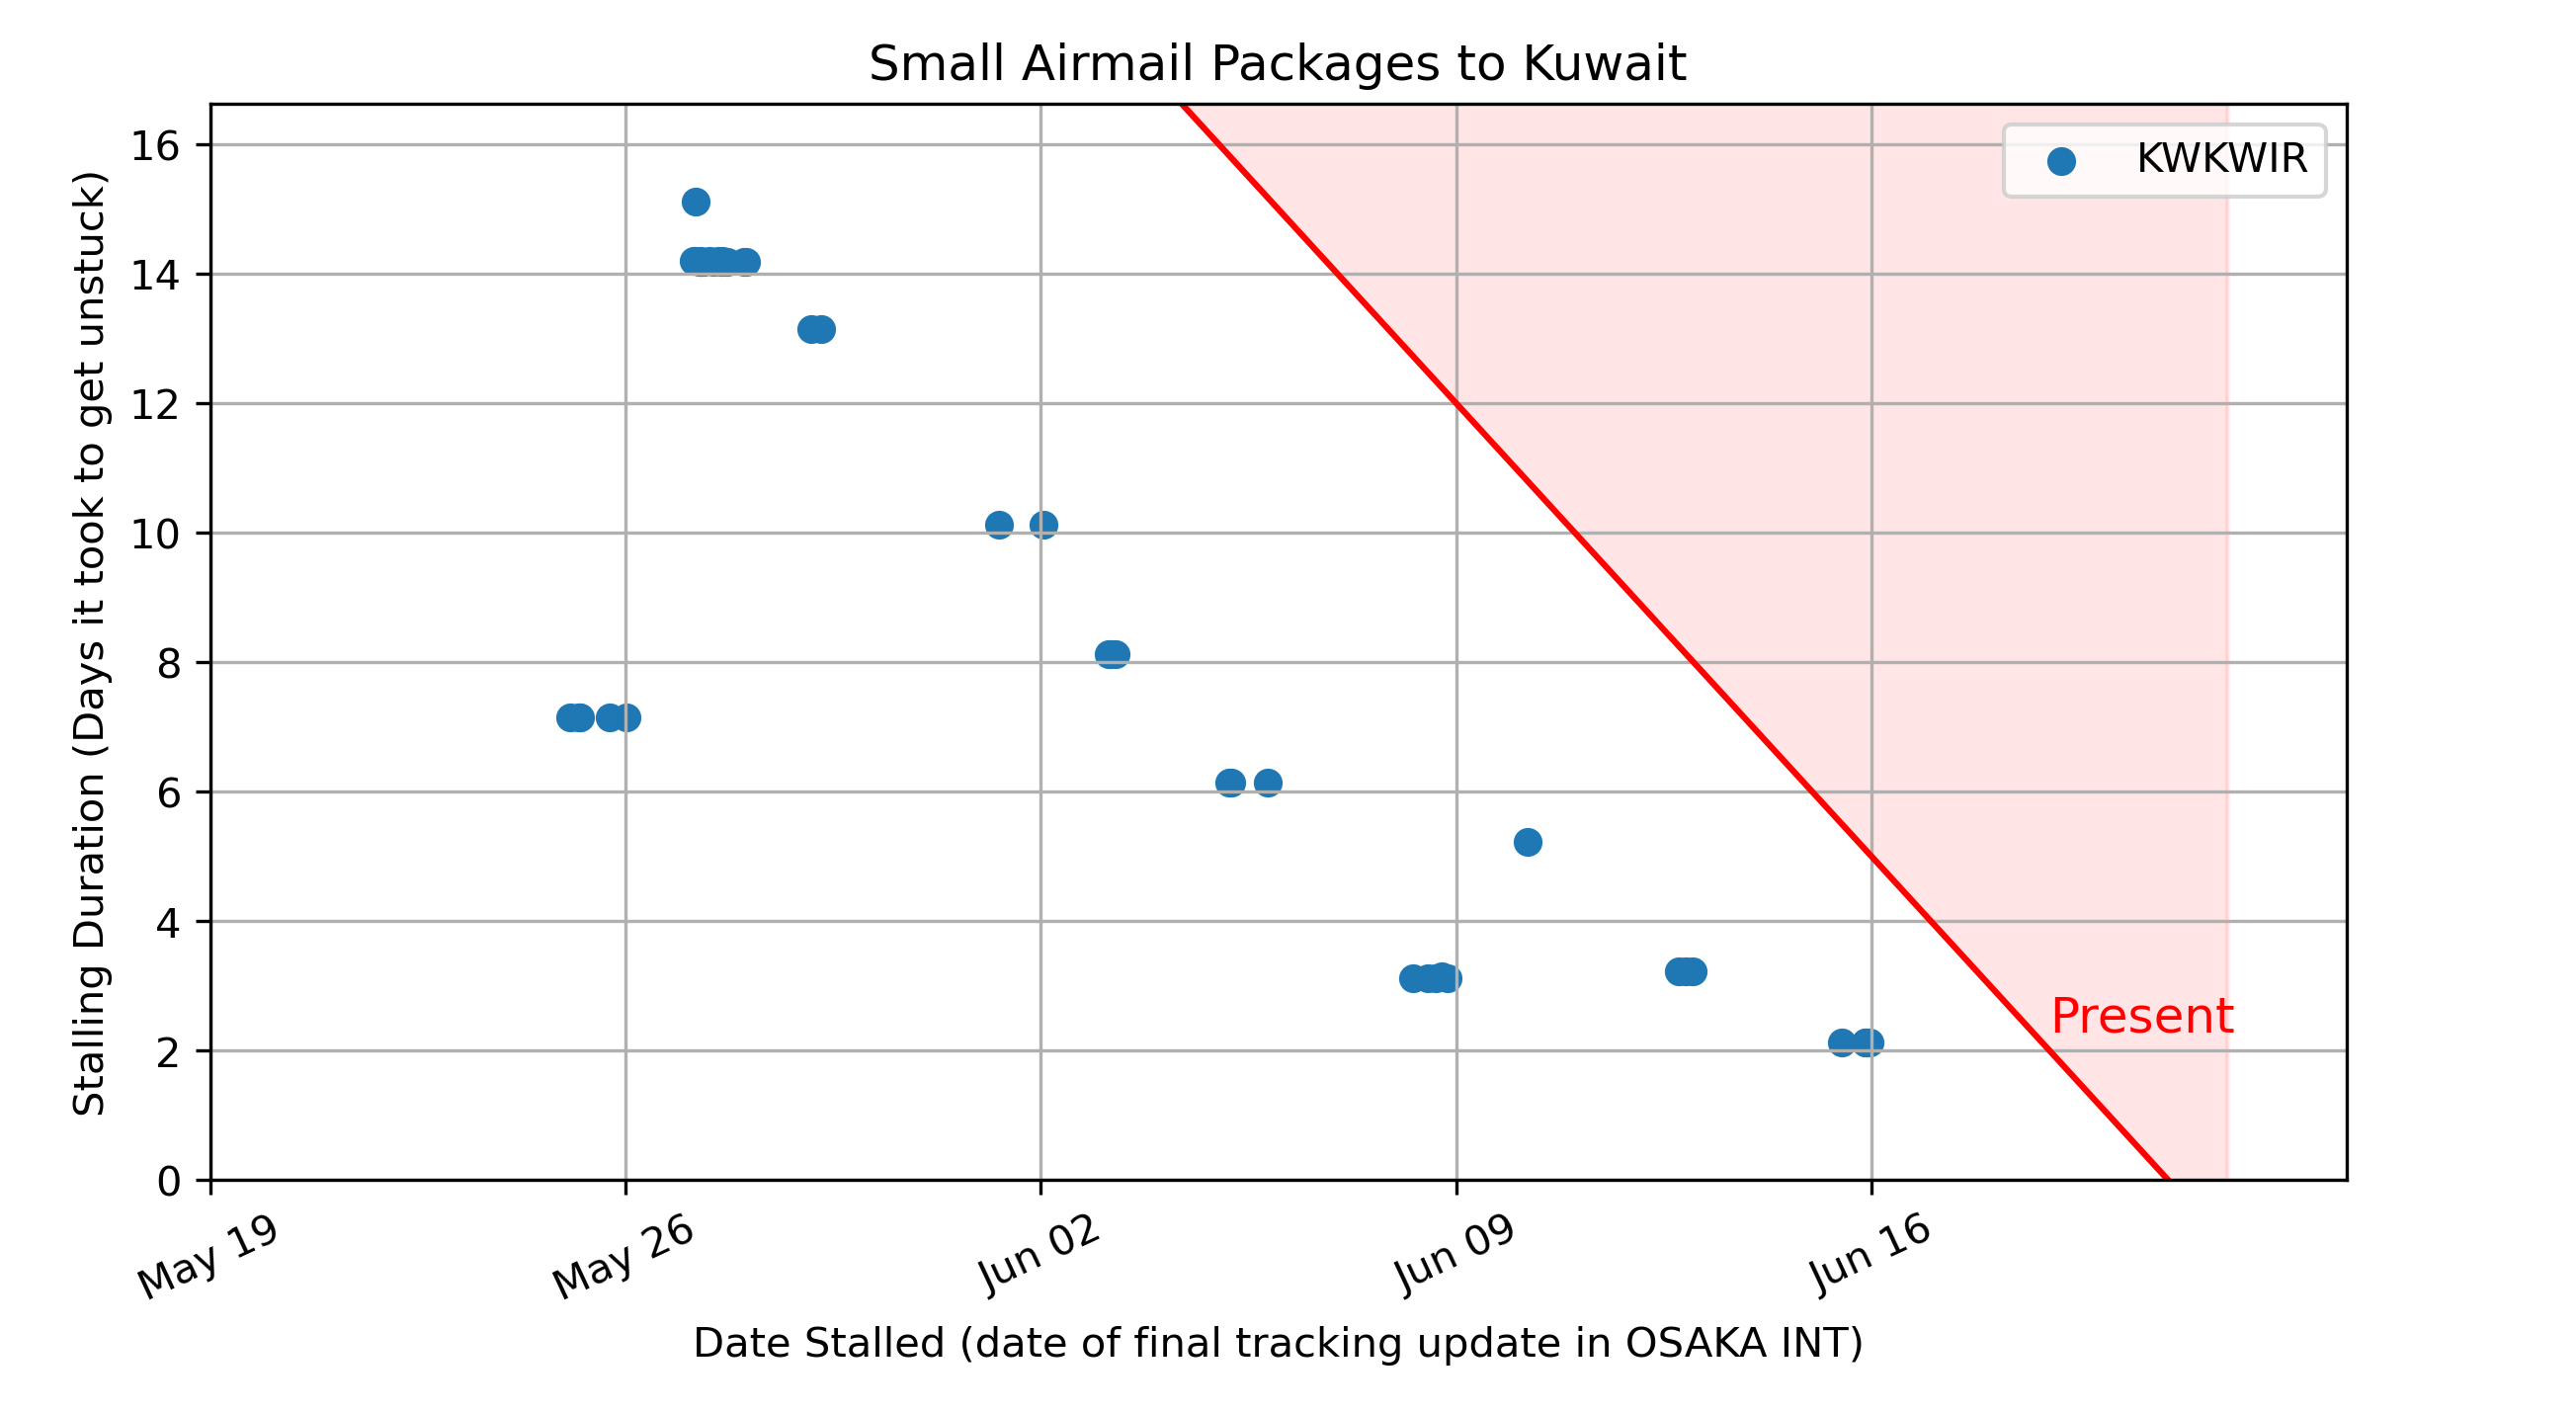 Small Airmail Packages to Kuwait
KWKWIR
Stalling Duration (Days it took to get unstuck)
16
14
12
10
8
6
4
2
0
Present
May 19
May 26
Jun 02
Jun 09
Jun 16
Date Stalled (date of final tracking update in OSAKA INT)